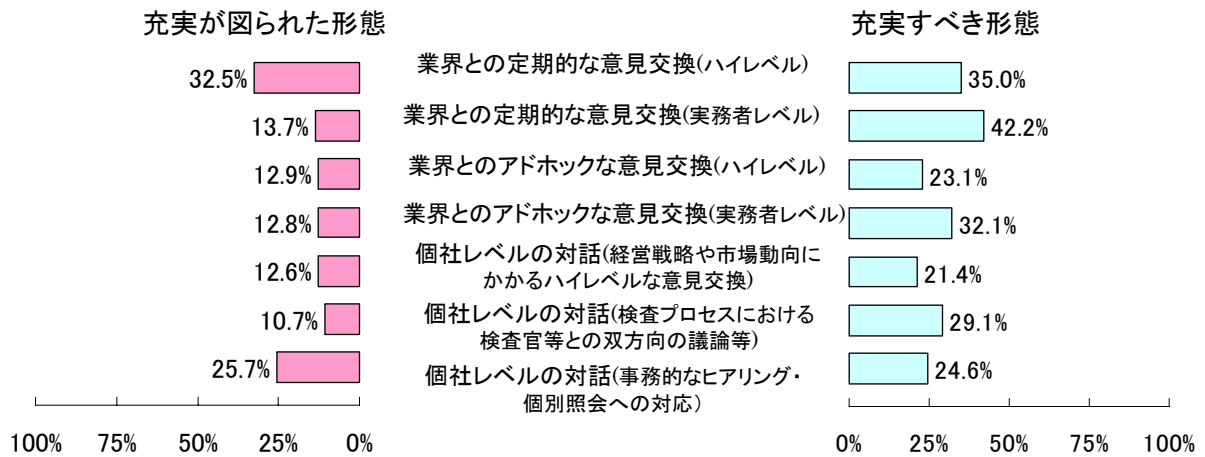 充実が図られた形態
充実すべき形態
32.5%
業界との定期的な意見交換(ハイレベル)
35.0%
13.7%
業界との定期的な意見交換(実務者レベル)
42.2%
12.9%
業界とのアドホックな意見交換(ハイレベル)
23.1%
12.8%
業界とのアドホックな意見交換(実務者レベル)
32.1%
12.6%
個社レベルの対話(経営戦略や市場動向に
かかるハイレベルな意見交換)
21.4%
10.7%
個社レベルの対話(検査プロセスにおける
検査官等との双方向の議論等)
29.1%
25.7%
個社レベルの対話(事務的なヒアリング・
個別照会への対応)
24.6%
100% 75% 50% 25% 0%
0% 25% 50% 75% 100%